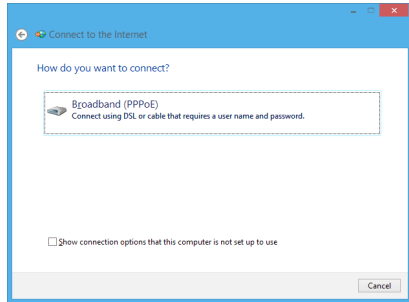 Connect to the Internet
How do you want to connect?
Broadband (PPPoE)
Connect using DSL or cable that requires a user name and password.
Show connection options that this computer is not set up to use
Cancel